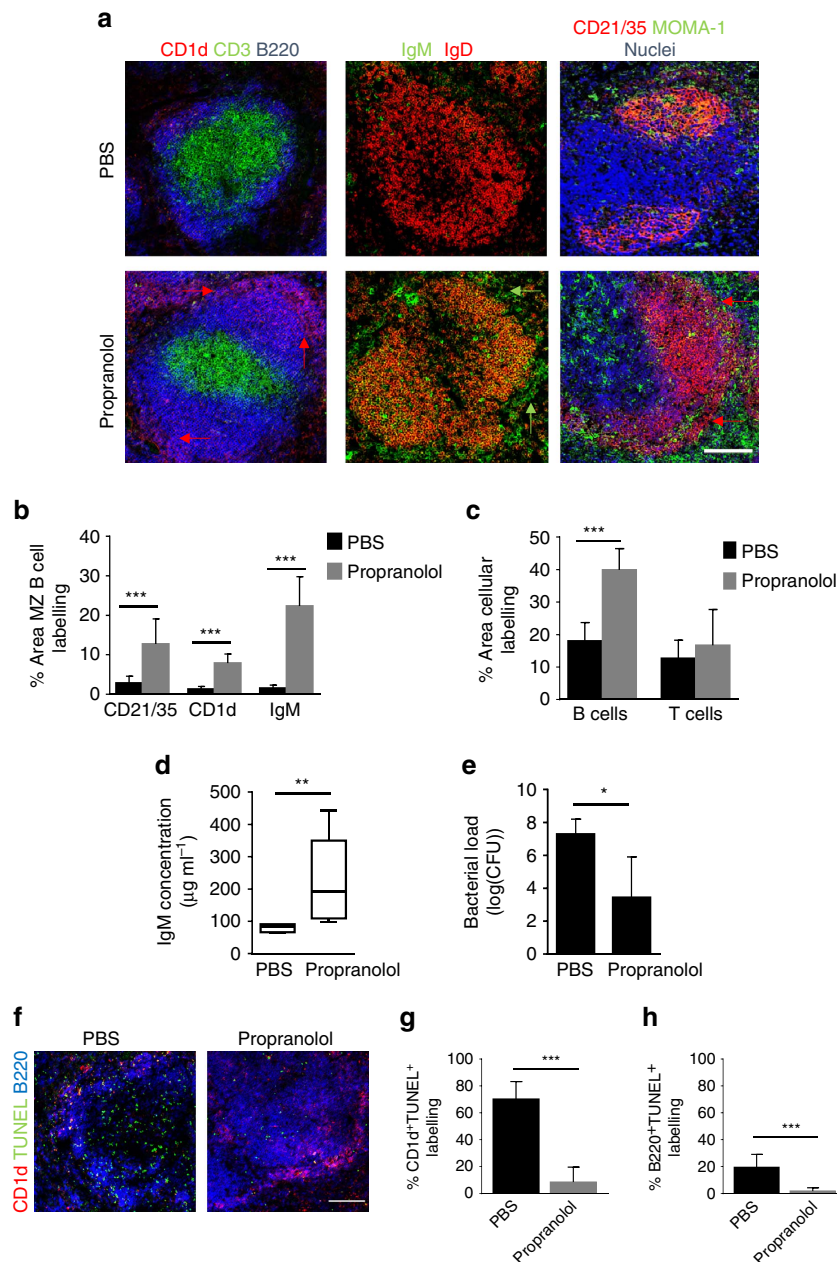 a
CD1d CD3 B220
IgM IgD
CD21/35 MOMA-1
Nuclei
PBS
Propranolol
b
% Area MZ B cell
labelling
40
30
20
10
0
***
***
***
CD21/35
CD1d
IgM
PBS
Propranolol
c
% Area cellular
labelling
50
40
30
20
10
0
***
B cells
T cells
PBS
Propranolol
d
IgM concentration
(µg ml⁻¹)
500
400
300
200
100
0
**
PBS
Propranolol
e
Bacterial load
(log(CFU))
10
8
6
4
2
0
*
PBS
Propranolol
f
PBS
Propranolol
CD1d TUNEL B220
g
% CD1d⁺TUNEL⁺
labelling
100
80
60
40
20
0
***
PBS
Propranolol
h
% B220⁺TUNEL⁺
labelling
100
80
60
40
20
0
***
PBS
Propranolol